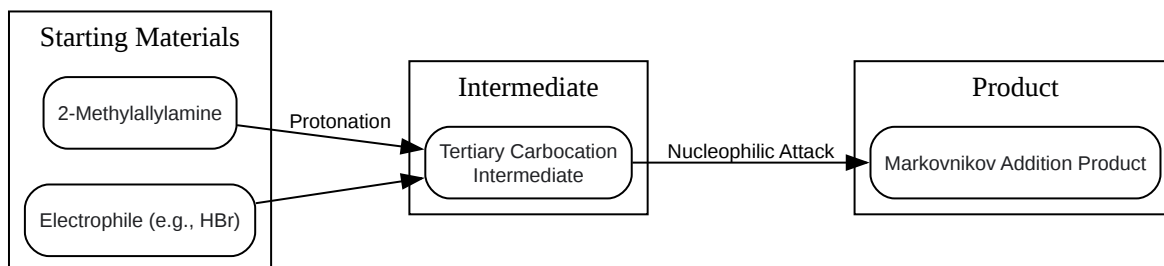 Starting Materials
2-Methylallylamine
Electrophile (e.g., HBr)
Protonation
Intermediate
Tertiary Carbocation
Intermediate
Nucleophilic Attack
Product
Markovnikov Addition Product